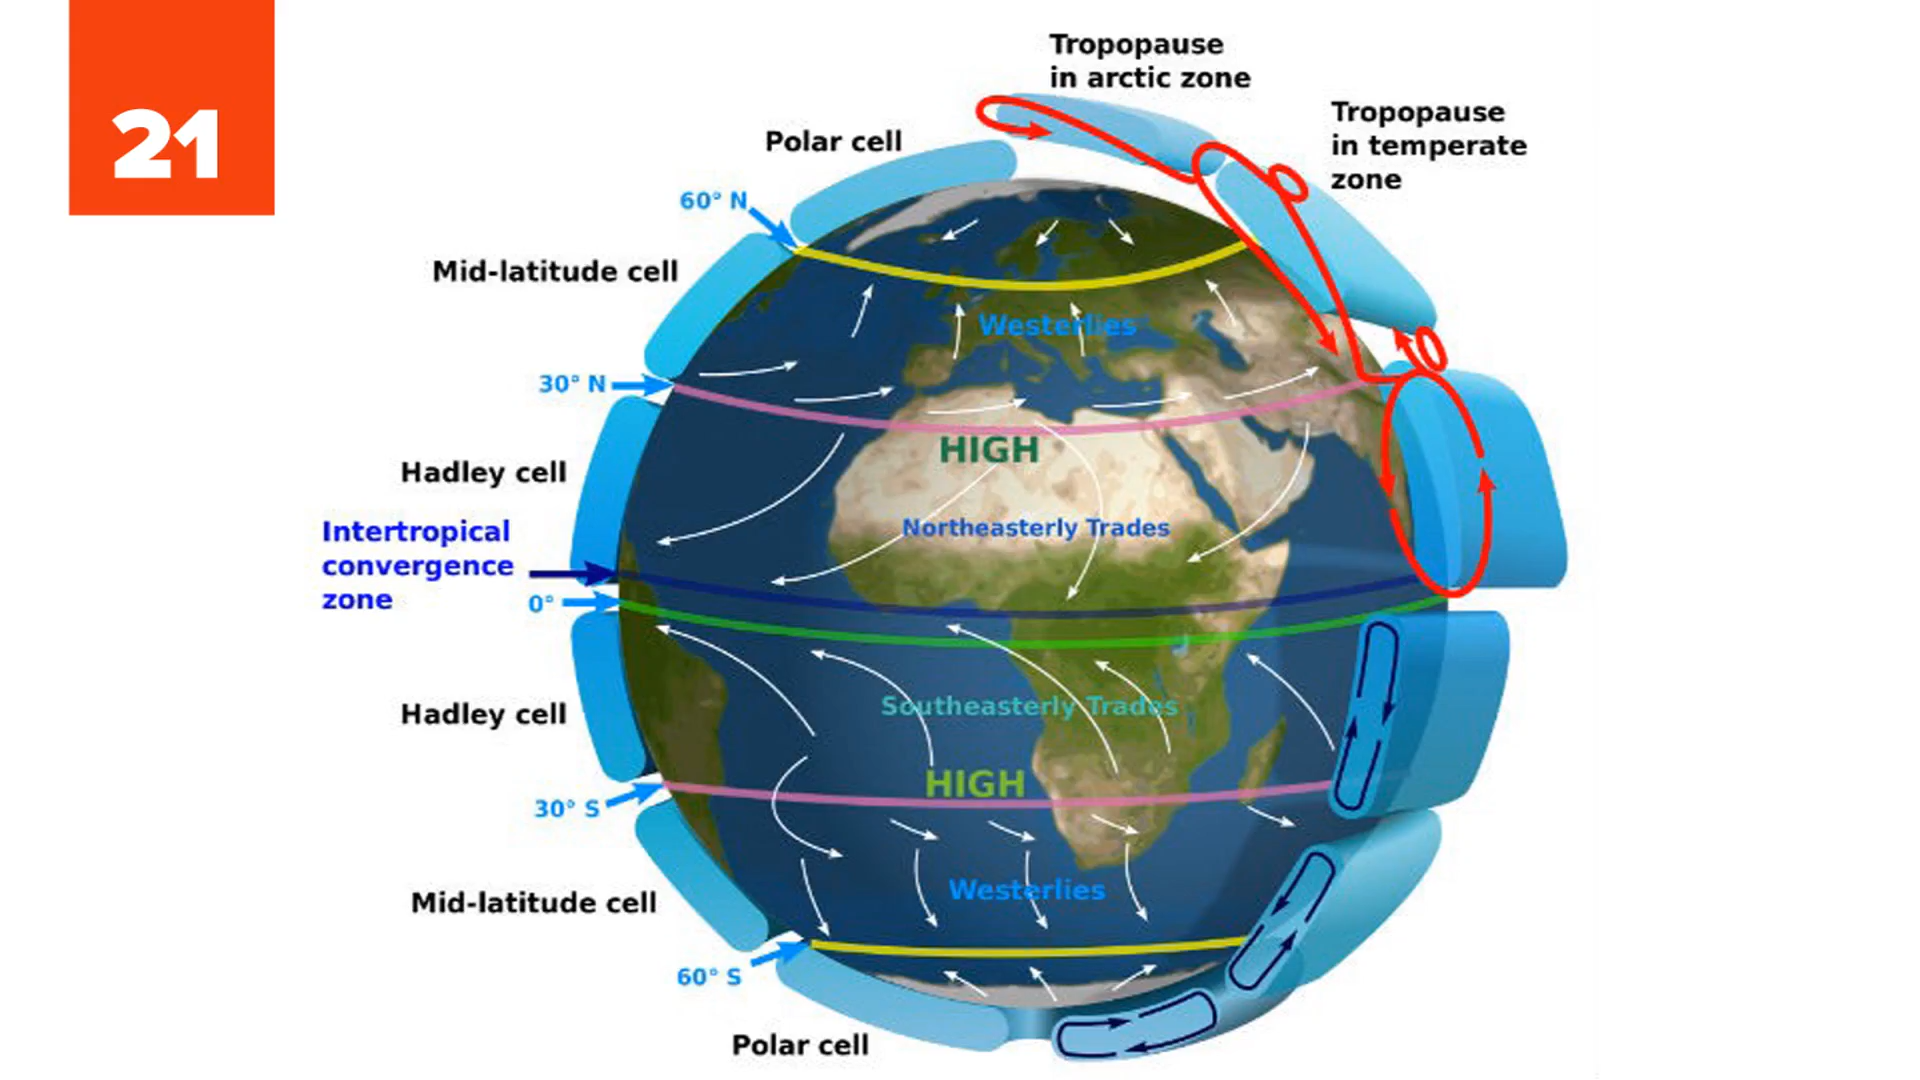 21
Tropopause
in arctic zone
Tropopause
in temperate
zone
Polar cell
60° N
Mid-latitude cell
Westerlies
30° N
HIGH
Hadley cell
Northeasterly Trades
Intertropical
convergence
zone
0°
Hadley cell
Southeasterly Trades
HIGH
30° S
Westerlies
Mid-latitude cell
60° S
Polar cell